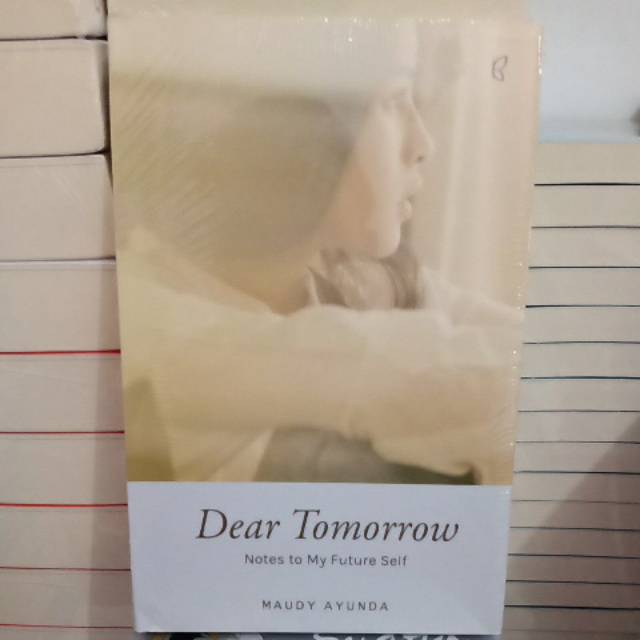 Dear Tomorrow
Notes to My Future Self
MAUDY AYUNDA